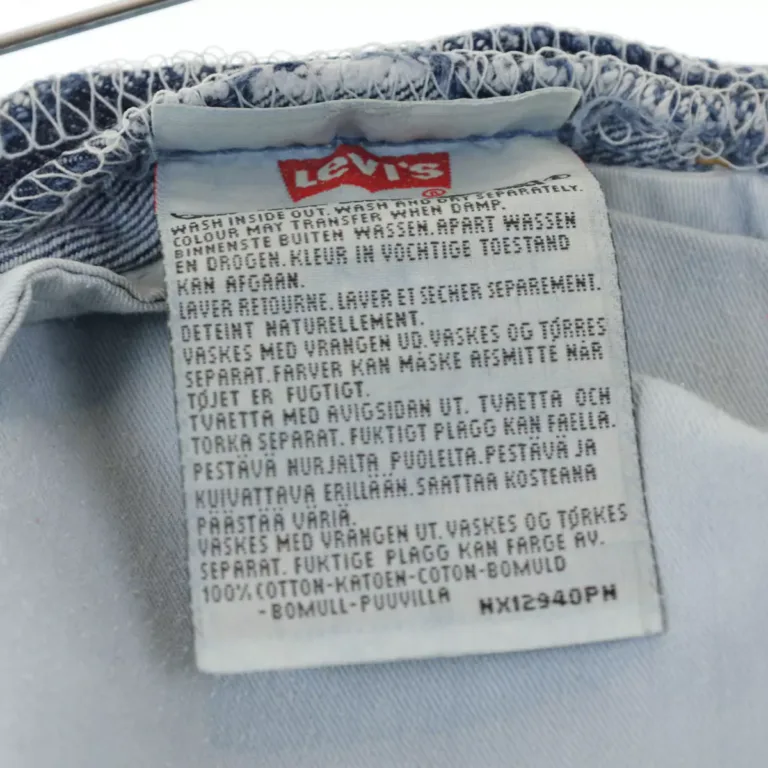 Levi's ®
WASH INSIDE OUT. WASH AND DRY SEPARATELY.
COLOUR MAY TRANSFER WHEN DAMP.
BINNENSTE BUITEN WASSEN. APART WASSEN
EN DROGEN. KLEUR IN VOCHTIGE TOESTAND
KAN AFGAAN.
LAVER RETOURNE. LAVER ET SECHER SEPAREMENT.
DETEINT NATURELLEMENT.
VASKES MED VRANGEN UD. VASKES OG TØRRES
SEPARAT. FARVER KAN MÅSKE AFSMITTE NÅR
TØJET ER FUGTIGT.
TVAETTA MED AVIGSIDAN UT. TVAETTA OCH
TORKA SEPARAT. FUKTIGT PLAGG KAN FAELLA.
PESTÄVÄ NURJALTA PUOLELTA. PESTÄVÄ JA
KUIVATTAVA ERILLÄÄN. SAATTAA KOSTEANA
PÄÄSTÄÄ VÄRIÄ.
VASKES MED VRANGEN UT. VASKES OG TØRKES
SEPARAT. FUKTIGE PLAGG KAN FARGE AV.
100% COTTON-KATOEN-COTON-BOMULD
-BOMULL-PUUVILLA NX12940PN